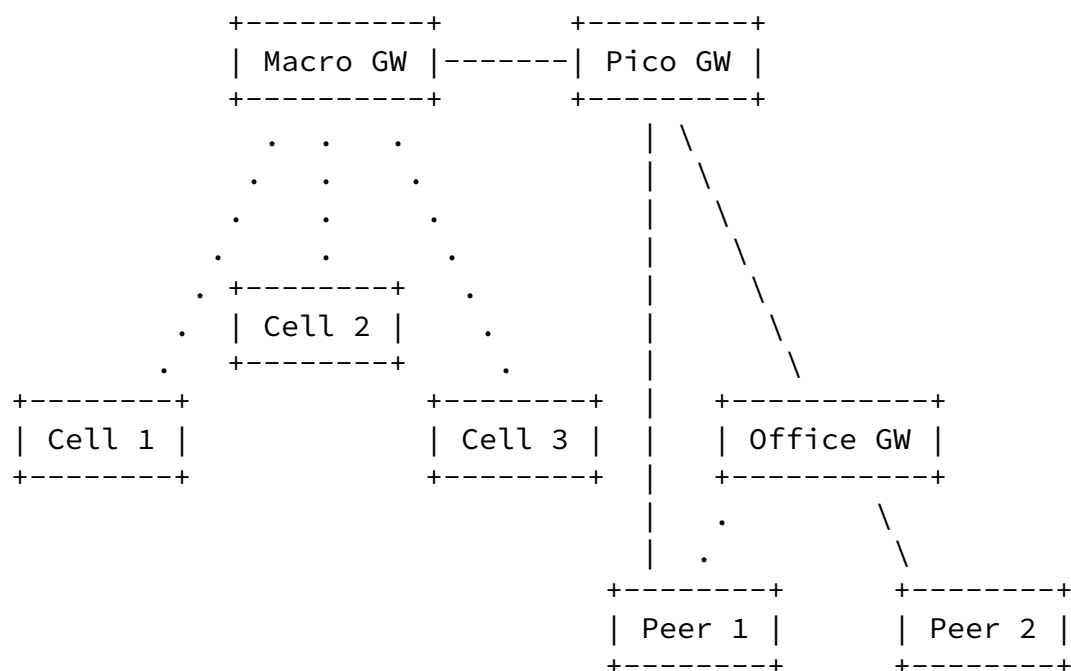 Macro GW
Pico GW
Cell 2
Cell 1
Cell 3
Office GW
Peer 1
Peer 2